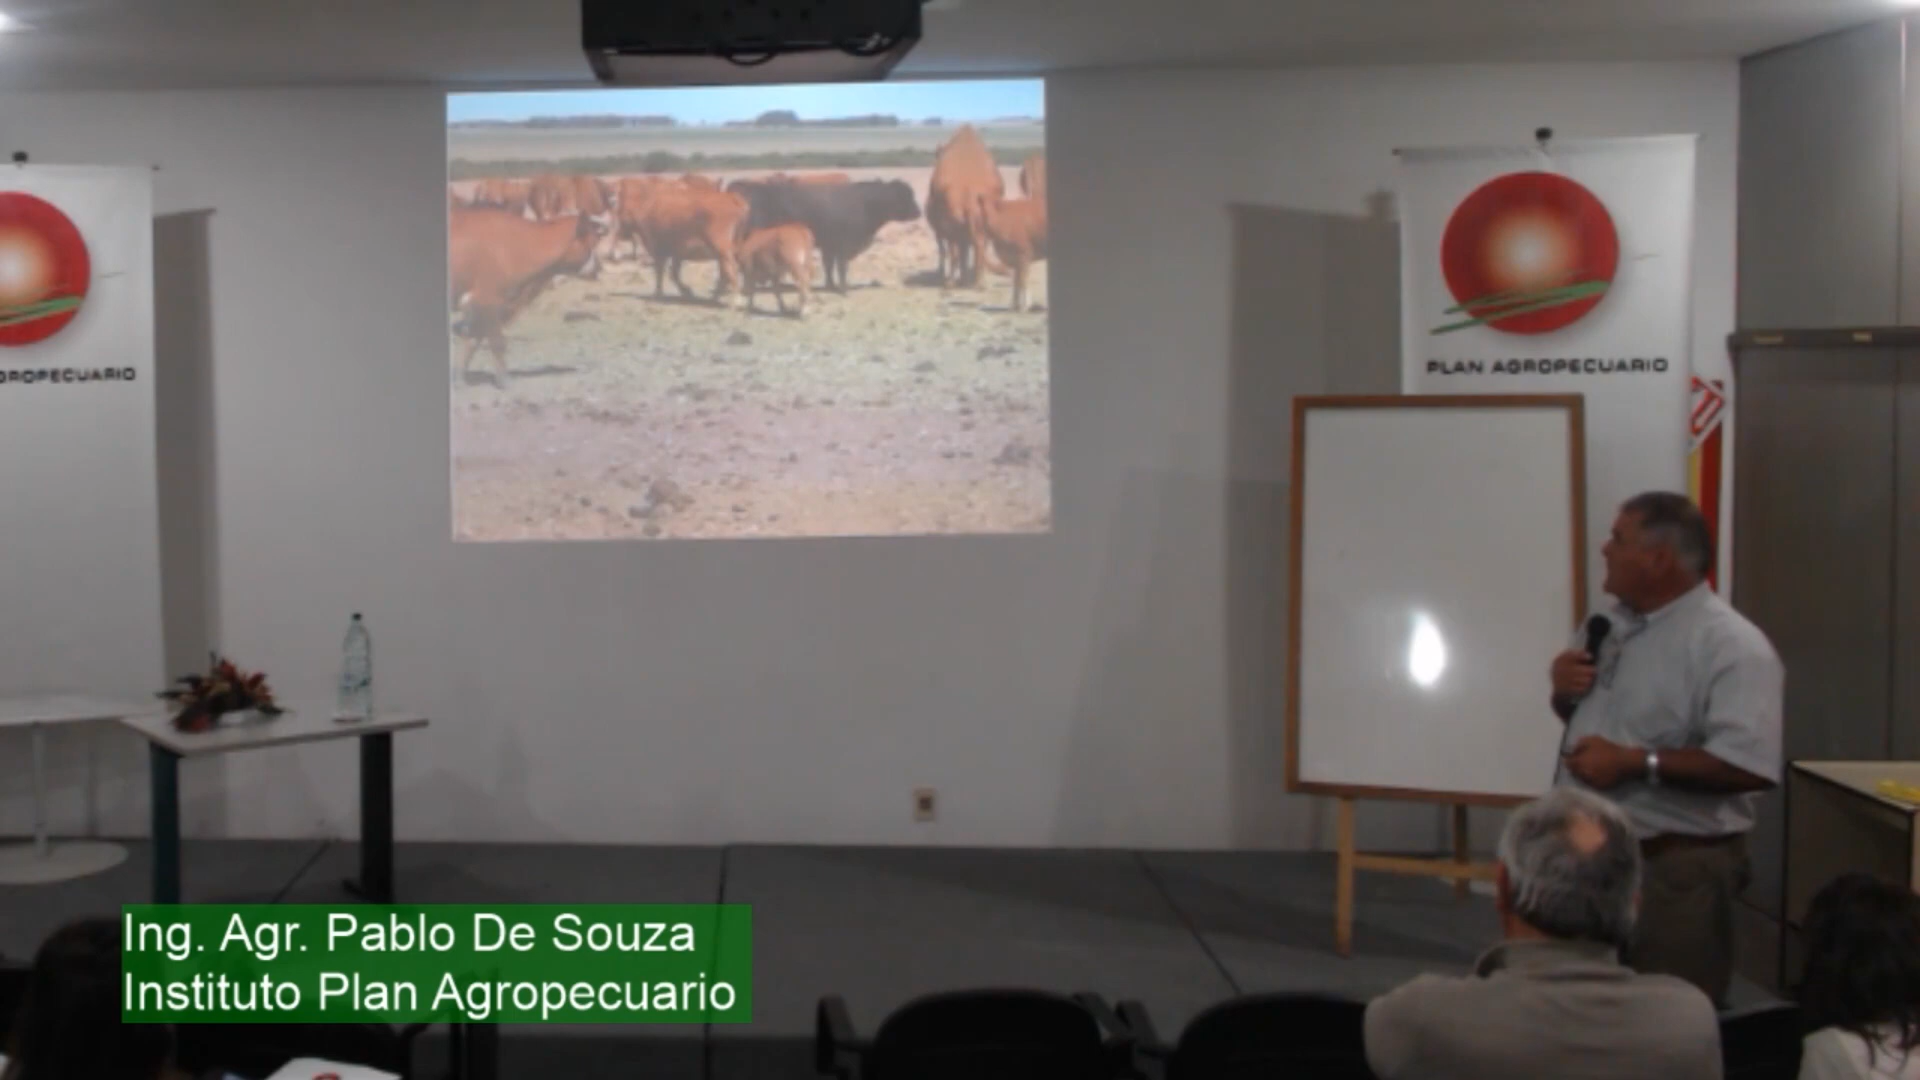 GROPECUARIO
PLAN AGROPECUARIO
Ing. Agr. Pablo De Souza
Instituto Plan Agropecuario